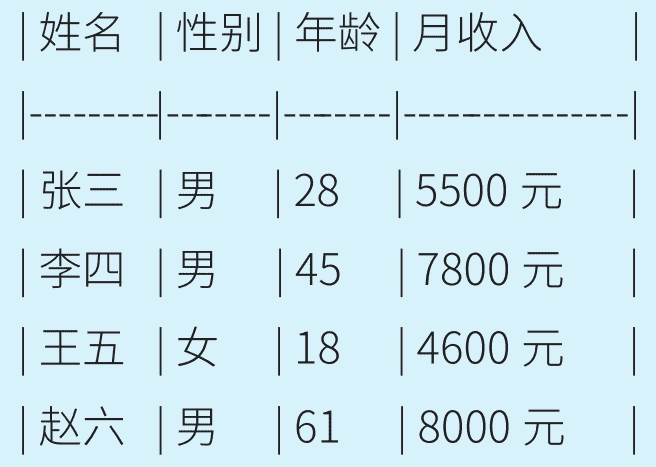 | 姓名 | 性别 | 年龄 | 月收入 |
|---------|-------|-------|---------------|
| 张三 | 男 | 28 | 5500 元 |
| 李四 | 男 | 45 | 7800 元 |
| 王五 | 女 | 18 | 4600 元 |
| 赵六 | 男 | 61 | 8000 元 |